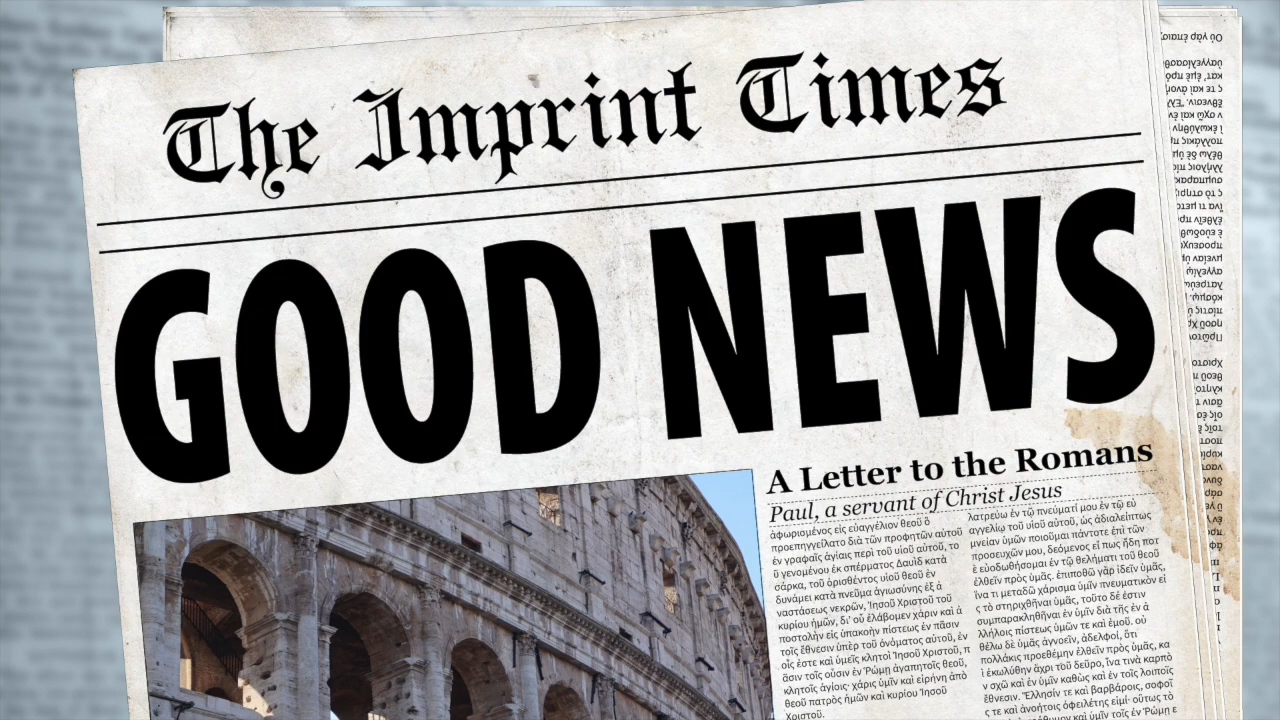 The Imprint Times
GOOD NEWS
A Letter to the Romans
Paul, a servant of Christ Jesus
ἀφωρισμένος εἰς εὐαγγέλιον θεοῦ ὃ
προεπηγγείλατο διὰ τῶν προφητῶν αὐτοῦ
ἐν γραφαῖς ἁγίαις περὶ τοῦ υἱοῦ αὐτοῦ, το
ῦ γενομένου ἐκ σπέρματος Δαυὶδ κατὰ
σάρκα, τοῦ ὁρισθέντος υἱοῦ θεοῦ ἐν
δυνάμει κατὰ πνεῦμα ἁγιωσύνης ἐξ ἀ
ναστάσεως νεκρῶν, Ἰησοῦ Χριστοῦ τοῦ
κυρίου ἡμῶν, δι' οὗ ἐλάβομεν χάριν καὶ ἀ
ποστολὴν εἰς ὑπακοὴν πίστεως ἐν πᾶσιν
τοῖς ἔθνεσιν ὑπὲρ τοῦ ὀνόματος αὐτοῦ, ἐν
οἷς ἐστε καὶ ὑμεῖς κλητοὶ Ἰησοῦ Χριστοῦ, π
ᾶσιν τοῖς οὖσιν ἐν Ῥώμῃ ἀγαπητοῖς θεοῦ,
κλητοῖς ἁγίοις· χάρις ὑμῖν καὶ εἰρήνη ἀπὸ
θεοῦ πατρὸς ἡμῶν καὶ κυρίου Ἰησοῦ
Χριστοῦ.
λατρεύω ἐν τῷ πνεύματί μου ἐν τῷ εὐ
αγγελίῳ τοῦ υἱοῦ αὐτοῦ, ὡς ἀδιαλείπτως
μνείαν ὑμῶν ποιοῦμαι πάντοτε ἐπὶ τῶν
προσευχῶν μου, δεόμενος εἴ πως ἤδη ποτ
ὲ εὐοδωθήσομαι ἐν τῷ θελήματι τοῦ θεοῦ
ἐλθεῖν πρὸς ὑμᾶς. ἐπιποθῶ γὰρ ἰδεῖν ὑμᾶς,
ἵνα τι μεταδῶ χάρισμα ὑμῖν πνευματικὸν εἰ
ς τὸ στηριχθῆναι ὑμᾶς, τοῦτο δέ ἐστιν
συμπαρακληθῆναι ἐν ὑμῖν διὰ τῆς ἐν ἀ
λλήλοις πίστεως ὑμῶν τε καὶ ἐμοῦ. οὐ
θέλω δὲ ὑμᾶς ἀγνοεῖν, ἀδελφοί, ὅτι
πολλάκις προεθέμην ἐλθεῖν πρὸς ὑμᾶς, κα
ὶ ἐκωλύθην ἄχρι τοῦ δεῦρο, ἵνα τινὰ καρπὸ
ν σχῶ καὶ ἐν ὑμῖν καθὼς καὶ ἐν τοῖς λοιποῖς
ἔθνεσιν. Ἕλλησίν τε καὶ βαρβάροις, σοφοῖ
ς τε καὶ ἀνοήτοις ὀφειλέτης εἰμί· οὕτως τὸ